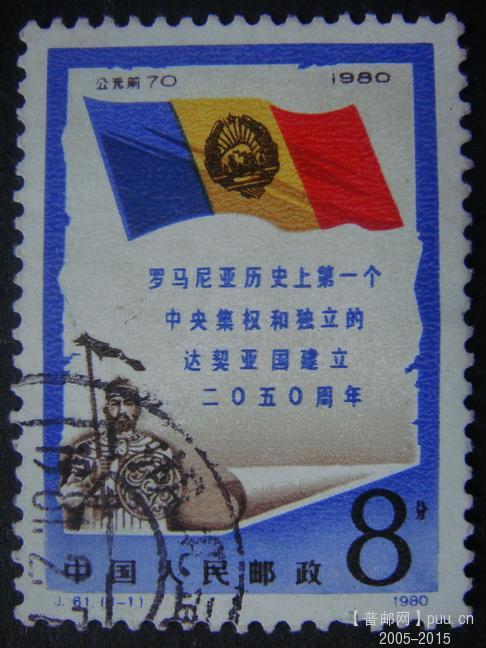 公元前70 1980
罗马尼亚历史上第一个
中央集权和独立的
达契亚国建立
二〇五〇周年
8分
中国人民邮政
J.61.(1-1) 1980
【普邮网】puu.cn
2005-2015